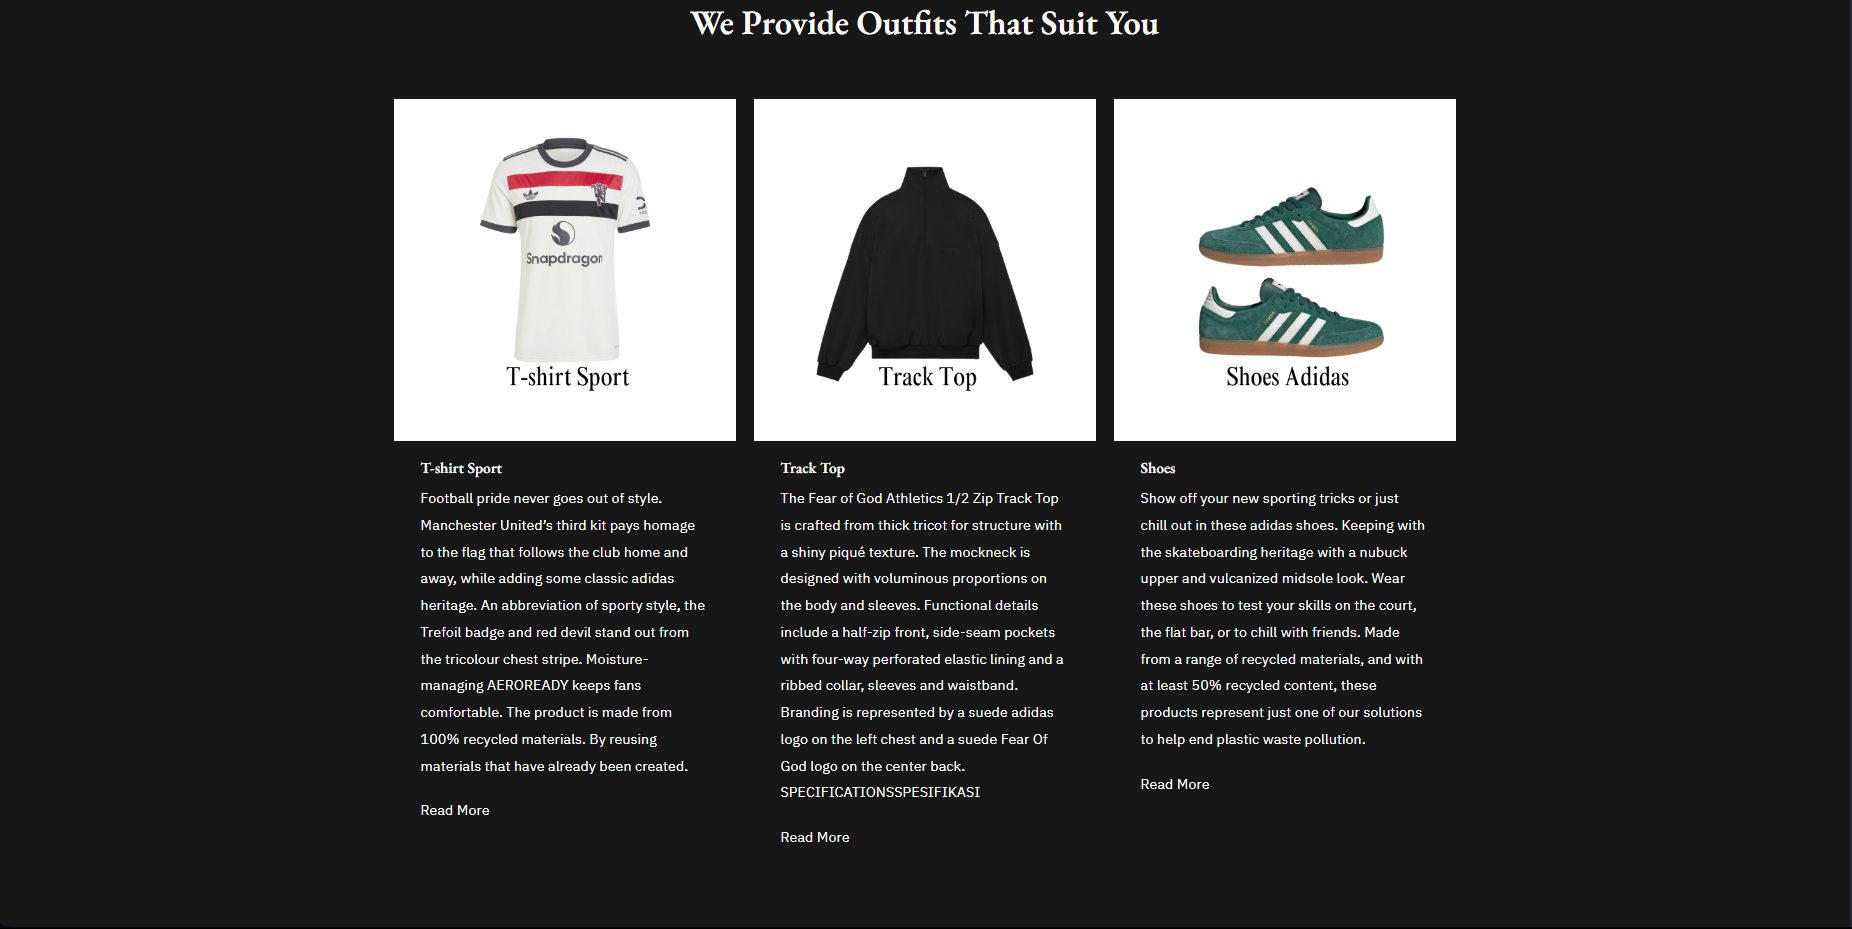 We Provide Outfits That Suit You
Snapdragon
T-shirt Sport
Track Top
Shoes Adidas
T-shirt Sport
Football pride never goes out of style.
Manchester United’s third kit pays homage
to the flag that follows the club home and
away, while adding some classic adidas
heritage. An abbreviation of sporty style, the
Trefoil badge and red devil stand out from
the tricolour chest stripe. Moisture-
managing AEROREADY keeps fans
comfortable. The product is made from
100% recycled materials. By reusing
materials that have already been created.
Read More
Track Top
The Fear of God Athletics 1/2 Zip Track Top
is crafted from thick tricot for structure with
a shiny piqué texture. The mockneck is
designed with voluminous proportions on
the body and sleeves. Functional details
include a half-zip front, side-seam pockets
with four-way perforated elastic lining and a
ribbed collar, sleeves and waistband.
Branding is represented by a suede adidas
logo on the left chest and a suede Fear Of
God logo on the center back.
SPECIFICATIONSSPESIFIKASI
Read More
Shoes
Show off your new sporting tricks or just
chill out in these adidas shoes. Keeping with
the skateboarding heritage with a nubuck
upper and vulcanized midsole look. Wear
these shoes to test your skills on the court,
the flat bar, or to chill with friends. Made
from a range of recycled materials, and with
at least 50% recycled content, these
products represent just one of our solutions
to help end plastic waste pollution.
Read More